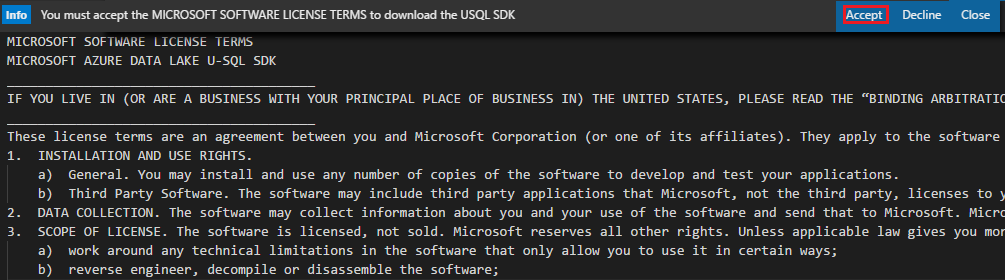 Info You must accept the MICROSOFT SOFTWARE LICENSE TERMS to download the USQL SDK Accept Decline Close
MICROSOFT SOFTWARE LICENSE TERMS
MICROSOFT AZURE DATA LAKE U-SQL SDK
IF YOU LIVE IN (OR ARE A BUSINESS WITH YOUR PRINCIPAL PLACE OF BUSINESS IN) THE UNITED STATES, PLEASE READ THE “BINDING ARBITRATIO
These license terms are an agreement between you and Microsoft Corporation (or one of its affiliates). They apply to the software
1. INSTALLATION AND USE RIGHTS.
a) General. You may install and use any number of copies of the software to develop and test your applications.
b) Third Party Software. The software may include third party applications that Microsoft, not the third party, licenses to y
2. DATA COLLECTION. The software may collect information about you and your use of the software and send that to Microsoft. Micro
3. SCOPE OF LICENSE. The software is licensed, not sold. Microsoft reserves all other rights. Unless applicable law gives you mor
a) work around any technical limitations in the software that only allow you to use it in certain ways;
b) reverse engineer, decompile or disassemble the software;